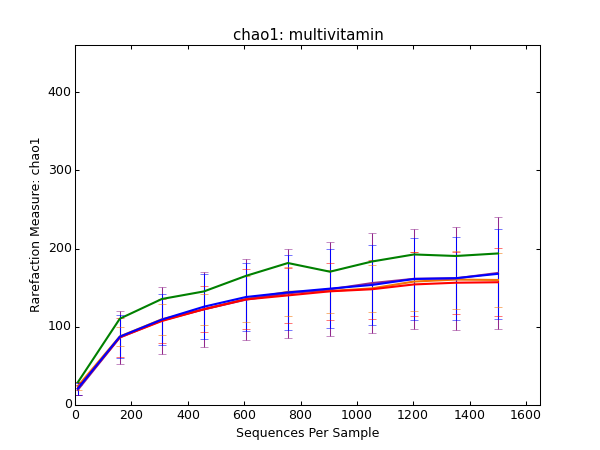 chao1: multivitamin
Rarefaction Measure: chao1
400
300
200
100
0
0 200 400 600 800 1000 1200 1400 1600
Sequences Per Sample